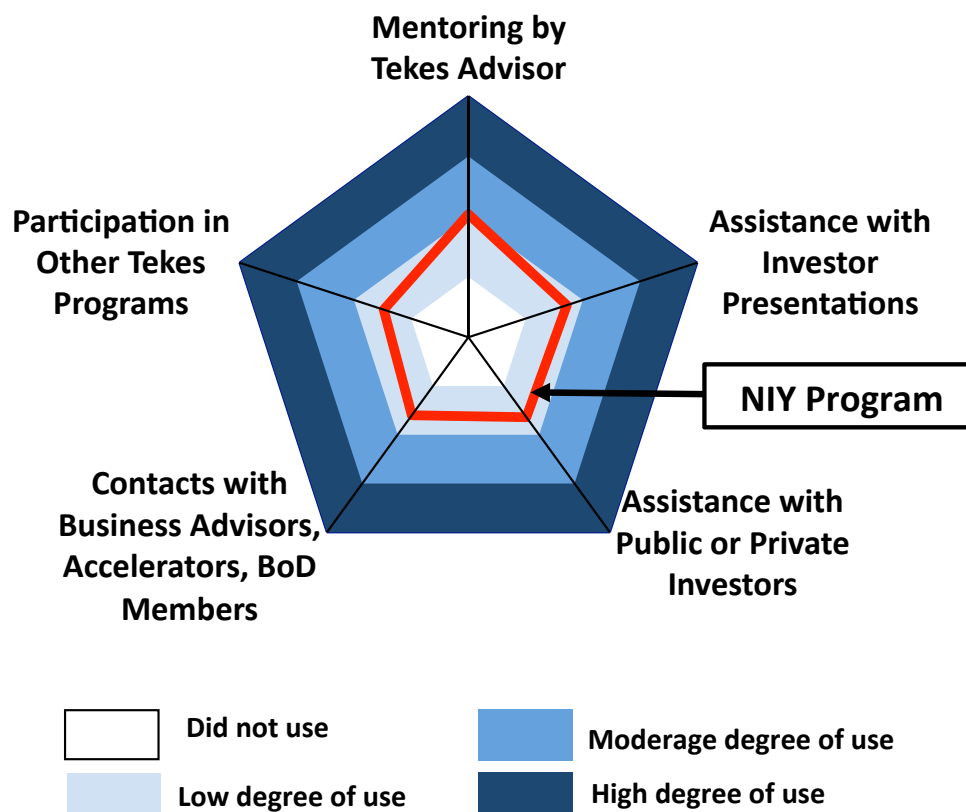 Mentoring by
Tekes Advisor
Participation in
Other Tekes
Programs
Assistance with
Investor
Presentations
NIY Program
Contacts with
Business Advisors,
Accelerators, BoD
Members
Assistance with
Public or Private
Investors
Did not use
Moderage degree of use
Low degree of use
High degree of use